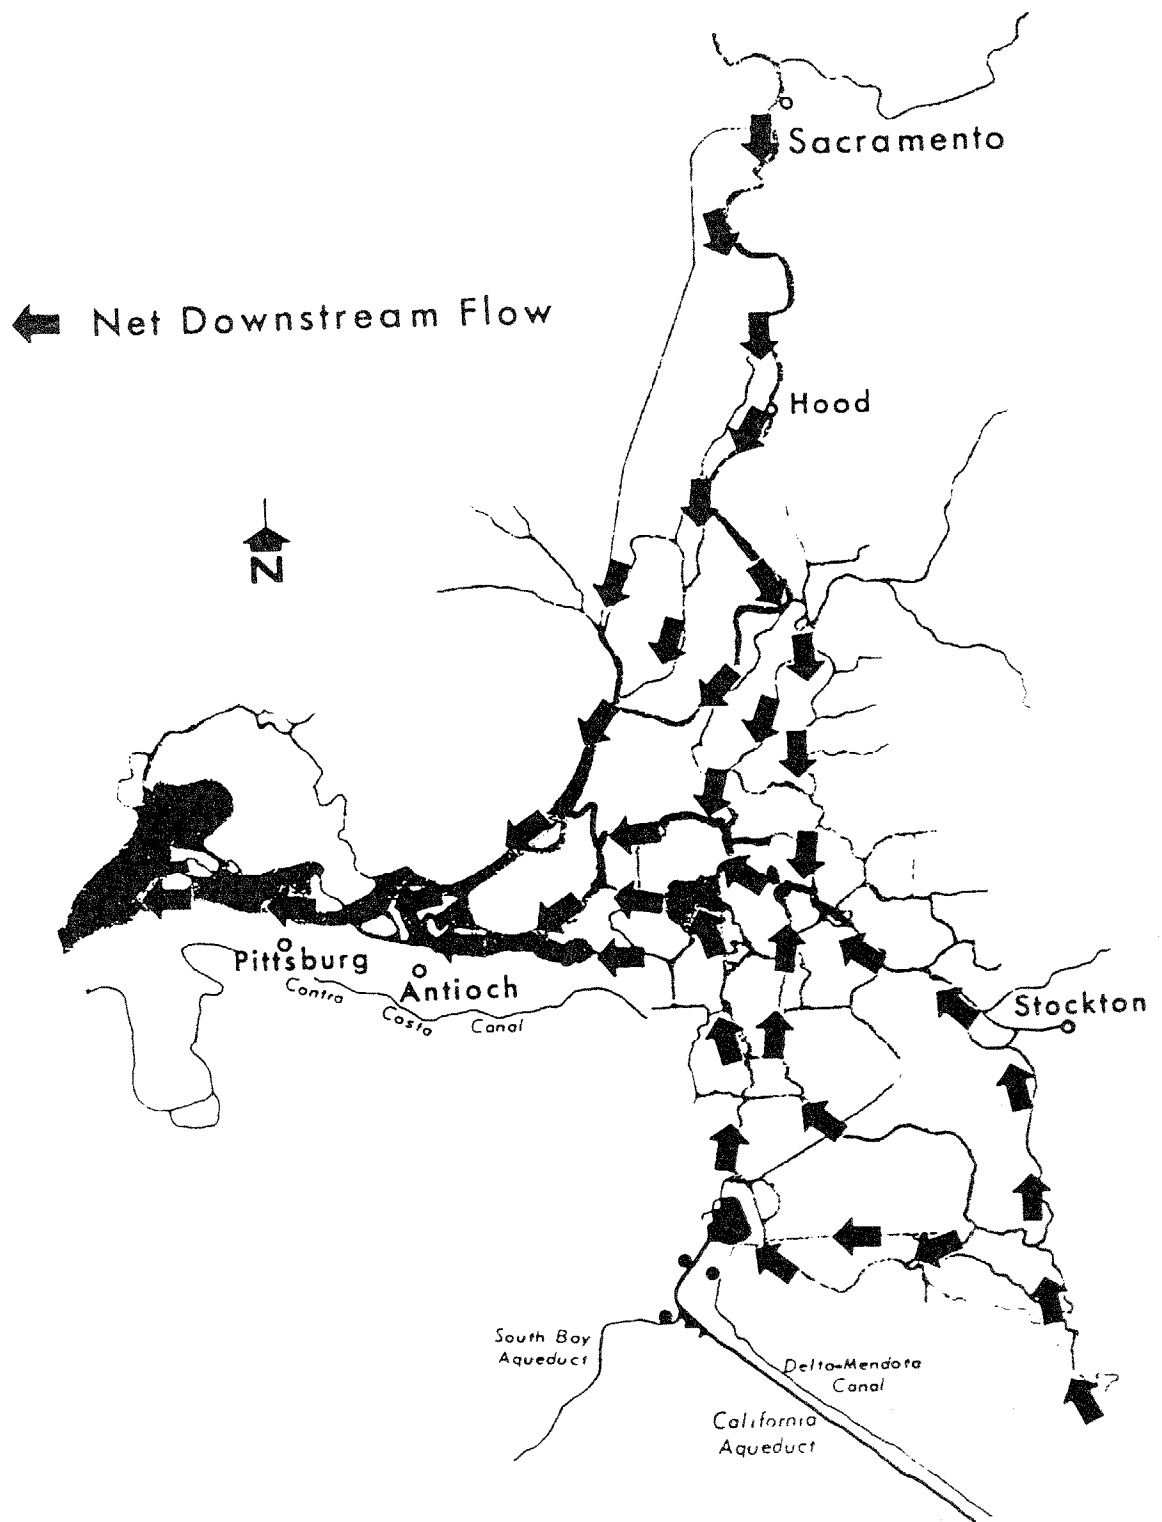 Sacramento
Net Downstream Flow
Hood
N
Pittsburg
Antioch
Contra
Costa
Canal
Stockton
South Bay
Aqueduct
Delta-Mendota
Canal
California
Aqueduct